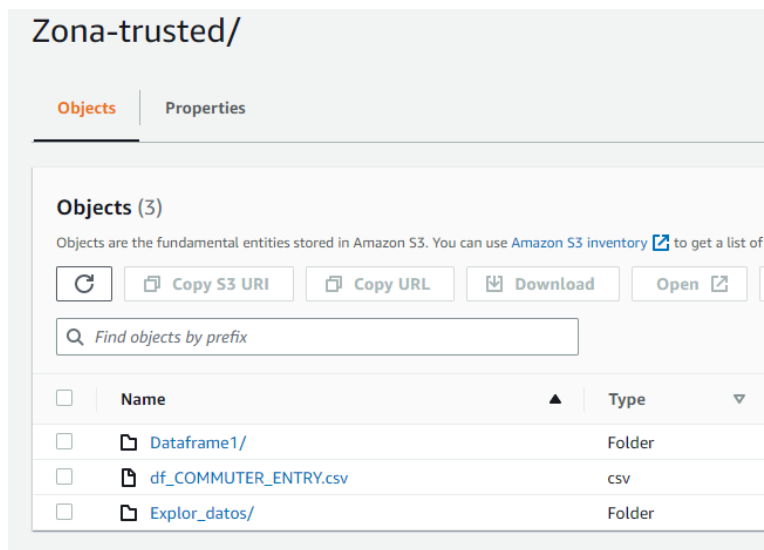 Zona-trusted/
Objects Properties
Objects (3)
Objects are the fundamental entities stored in Amazon S3. You can use Amazon S3 inventory to get a list of
Copy S3 URI Copy URL Download Open
Find objects by prefix
Name Type
Dataframe1/ Folder
df_COMMUTER_ENTRY.csv csv
Explor_datos/ Folder